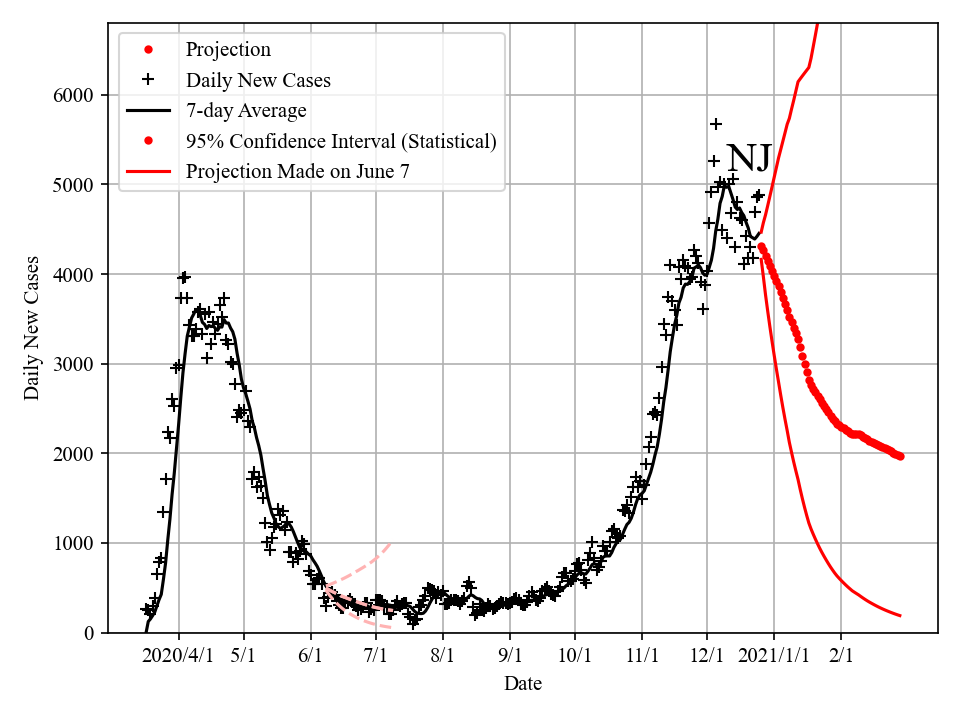 Projection
Daily New Cases
7-day Average
95% Confidence Interval (Statistical)
Projection Made on June 7
NJ
6000
5000
4000
3000
2000
1000
0
Daily New Cases
2020/4/1 5/1 6/1 7/1 8/1 9/1 10/1 11/1 12/1 2021/1/1 2/1
Date